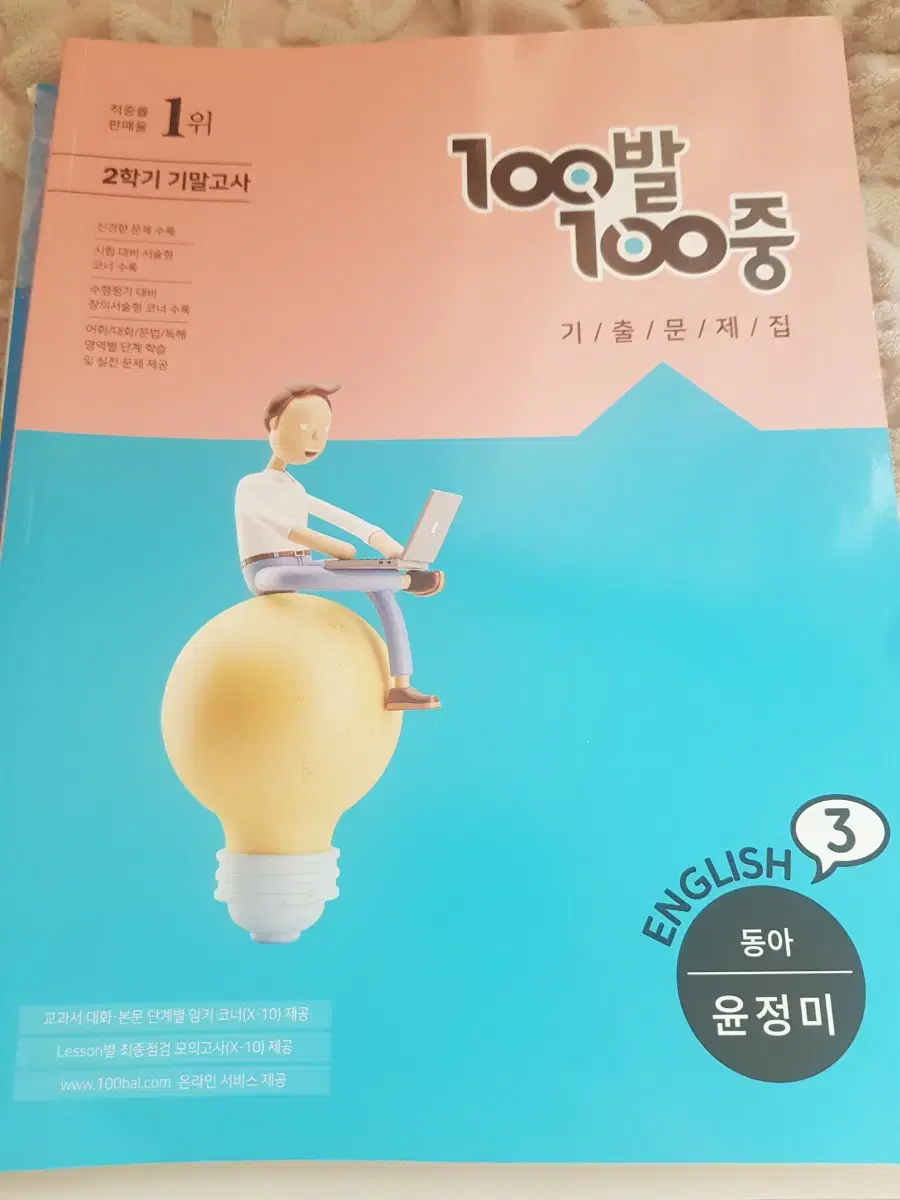 적중률
판매율 1위
2학기 기말고사
신경향 문제 수록
시험 대비 서술형
코너 수록
수행평가 대비
창의서술형 코너 수록
어휘/대화/문법/독해
영역별 단계 학습
및 실전 문제 제공
100발
100중
기/출/문/제/집
ENGLISH 3
동아
윤정미
교과서 대화·본문 단계별 암기 코너(X-10) 제공
Lesson별 최종점검 모의고사(X-10) 제공
www.100bal.com 온라인 서비스 제공